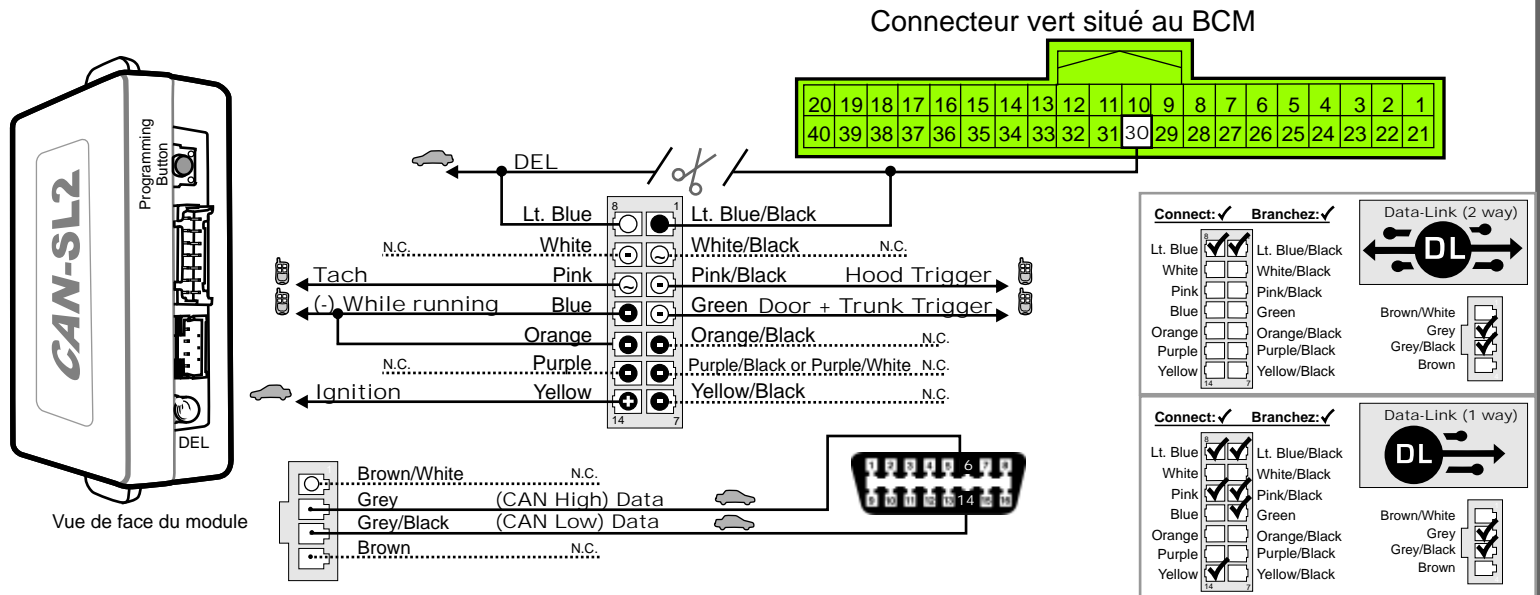 Connecteur vert situé au BCM
20 19 18 17 16 15 14 13 12 11 10 9 8 7 6 5 4 3 2 1
40 39 38 37 36 35 34 33 32 31 30 29 28 27 26 25 24 23 22 21
Programming
Button
CAN-SL2
DEL
Vue de face du module
DEL
8 1
Lt. Blue Lt. Blue/Black
N.C. White White/Black N.C.
Tach Pink Pink/Black Hood Trigger
(-) While running Blue Green Door + Trunk Trigger
Orange Orange/Black N.C.
N.C. Purple Purple/Black or Purple/White N.C.
Ignition Yellow Yellow/Black N.C.
14 7
Brown/White N.C.
Grey (CAN High) Data
Grey/Black (CAN Low) Data
Brown N.C.
1 2 3 4 5 6 7 8
9 10 11 12 13 14 15 16
Connect: Branchez:
8
Lt. Blue Lt. Blue/Black
White White/Black
Pink Pink/Black
Blue Green
Orange Orange/Black
Purple Purple/Black
Yellow Yellow/Black
14 7
Data-Link (2 way)
DL
Brown/White
Grey
Grey/Black
Brown
Connect: Branchez:
8
Lt. Blue Lt. Blue/Black
White White/Black
Pink Pink/Black
Blue Green
Orange Orange/Black
Purple Purple/Black
Yellow Yellow/Black
14 7
Data-Link (1 way)
DL
Brown/White
Grey
Grey/Black
Brown